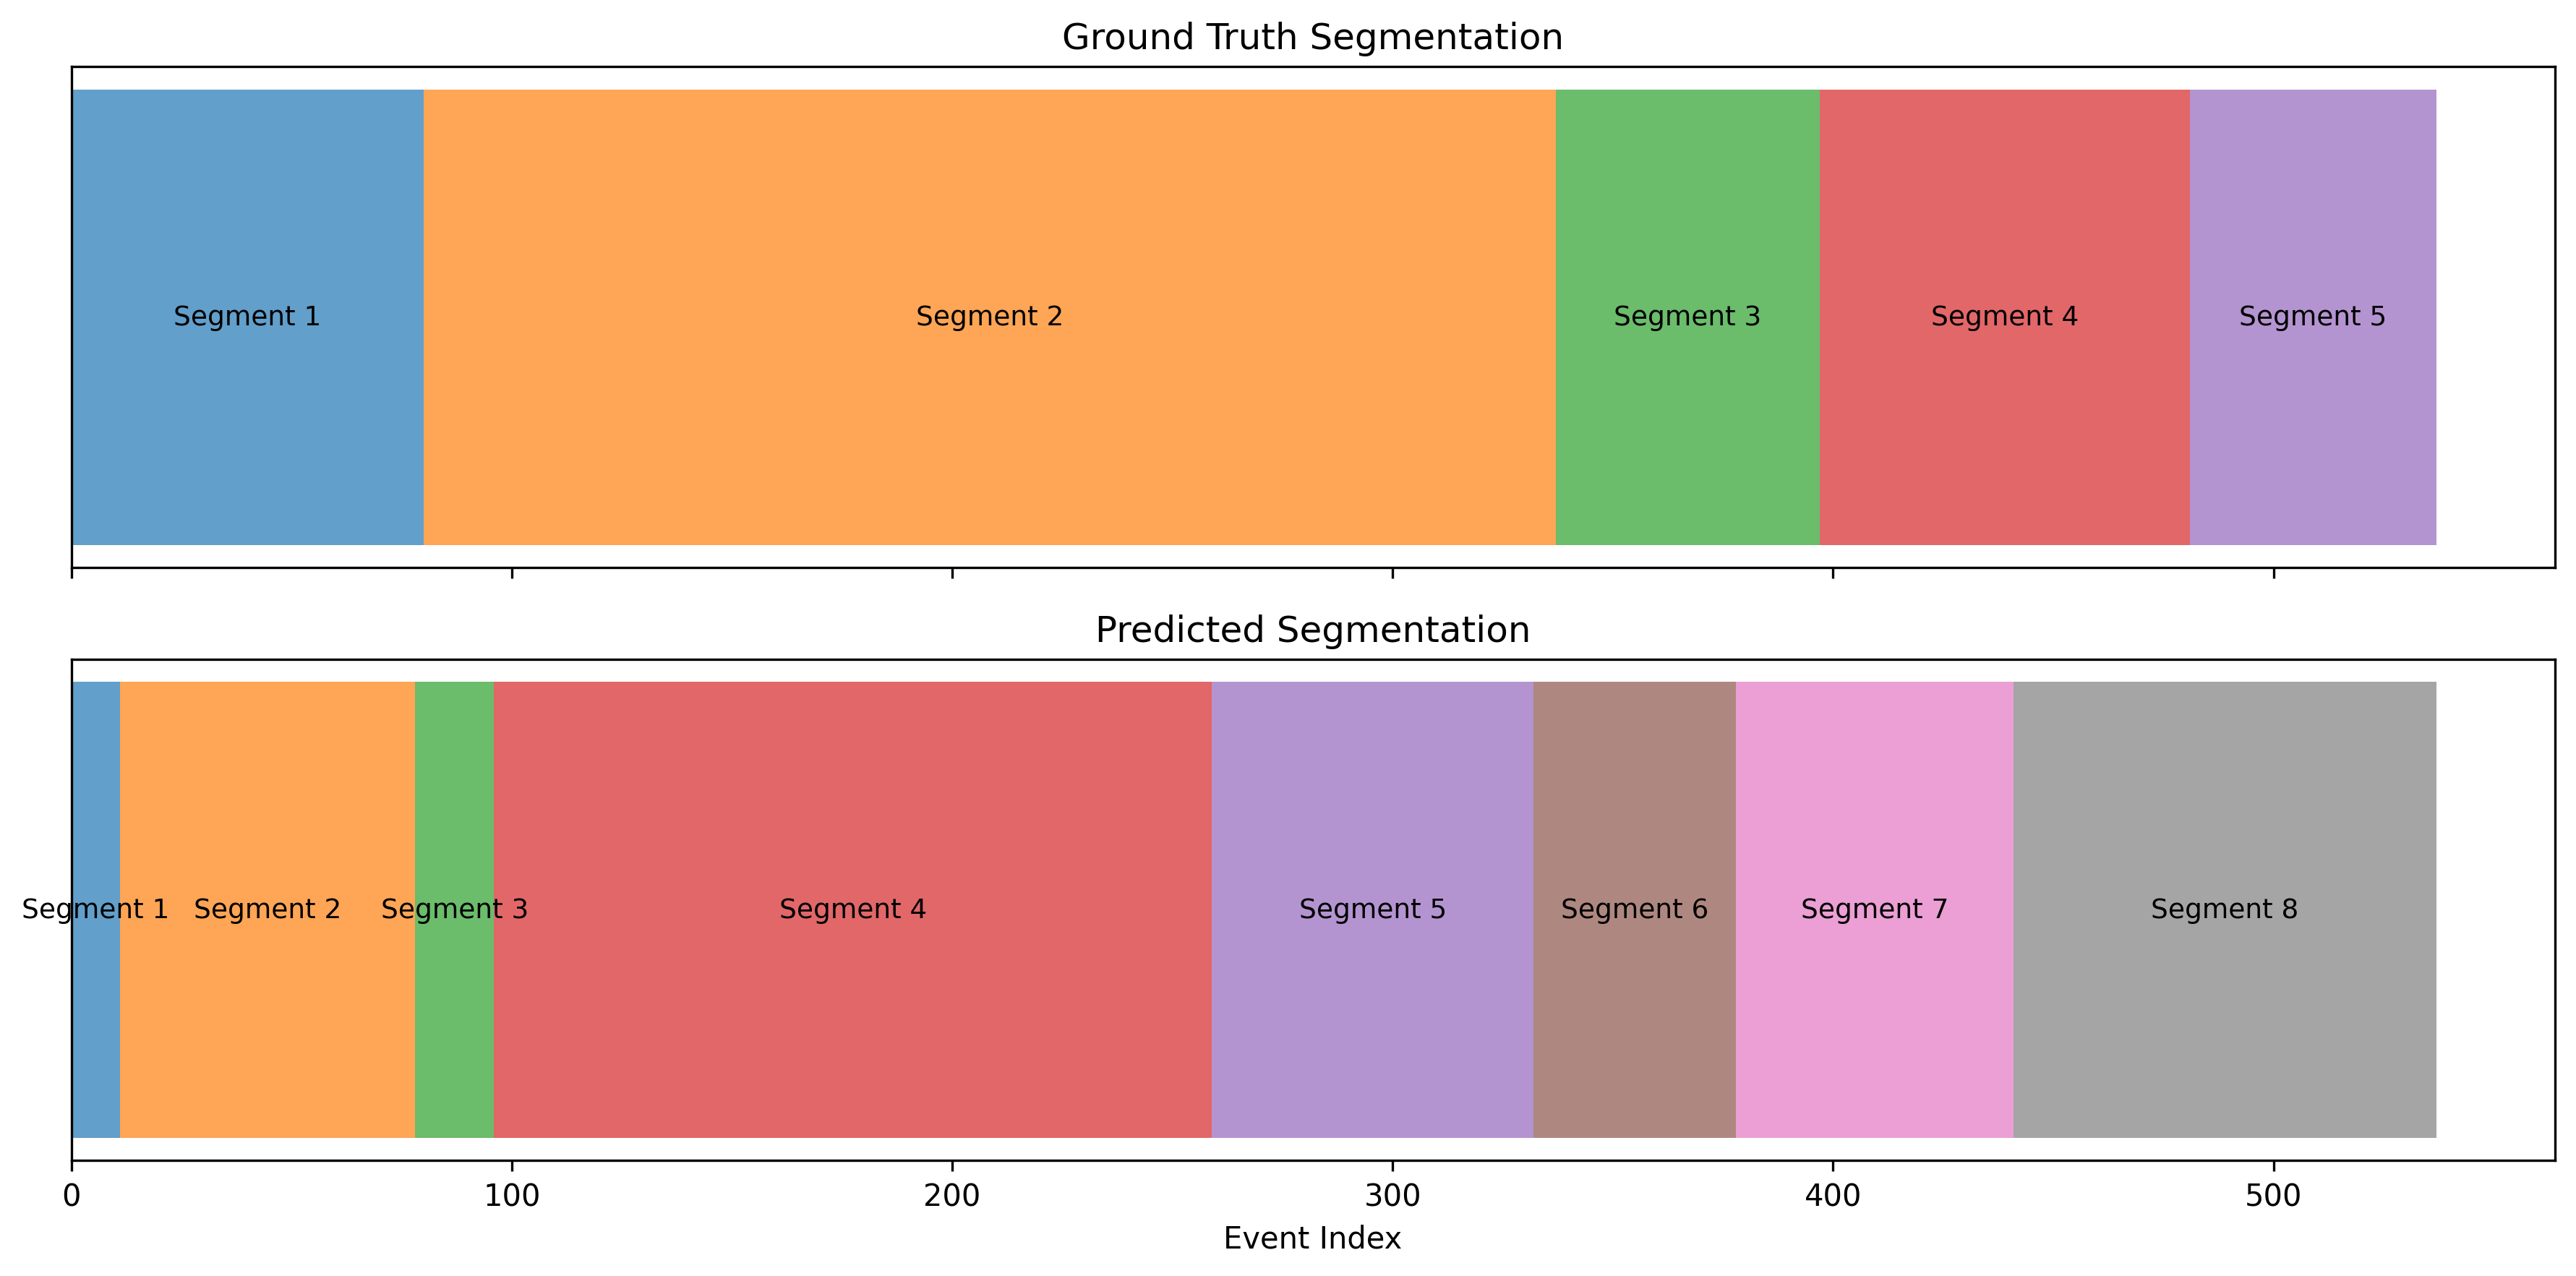 Ground Truth Segmentation
Segment 1 Segment 2 Segment 3 Segment 4 Segment 5
Predicted Segmentation
Segment 1 Segment 2 Segment 3 Segment 4 Segment 5 Segment 6 Segment 7 Segment 8
0 100 200 300 400 500
Event Index